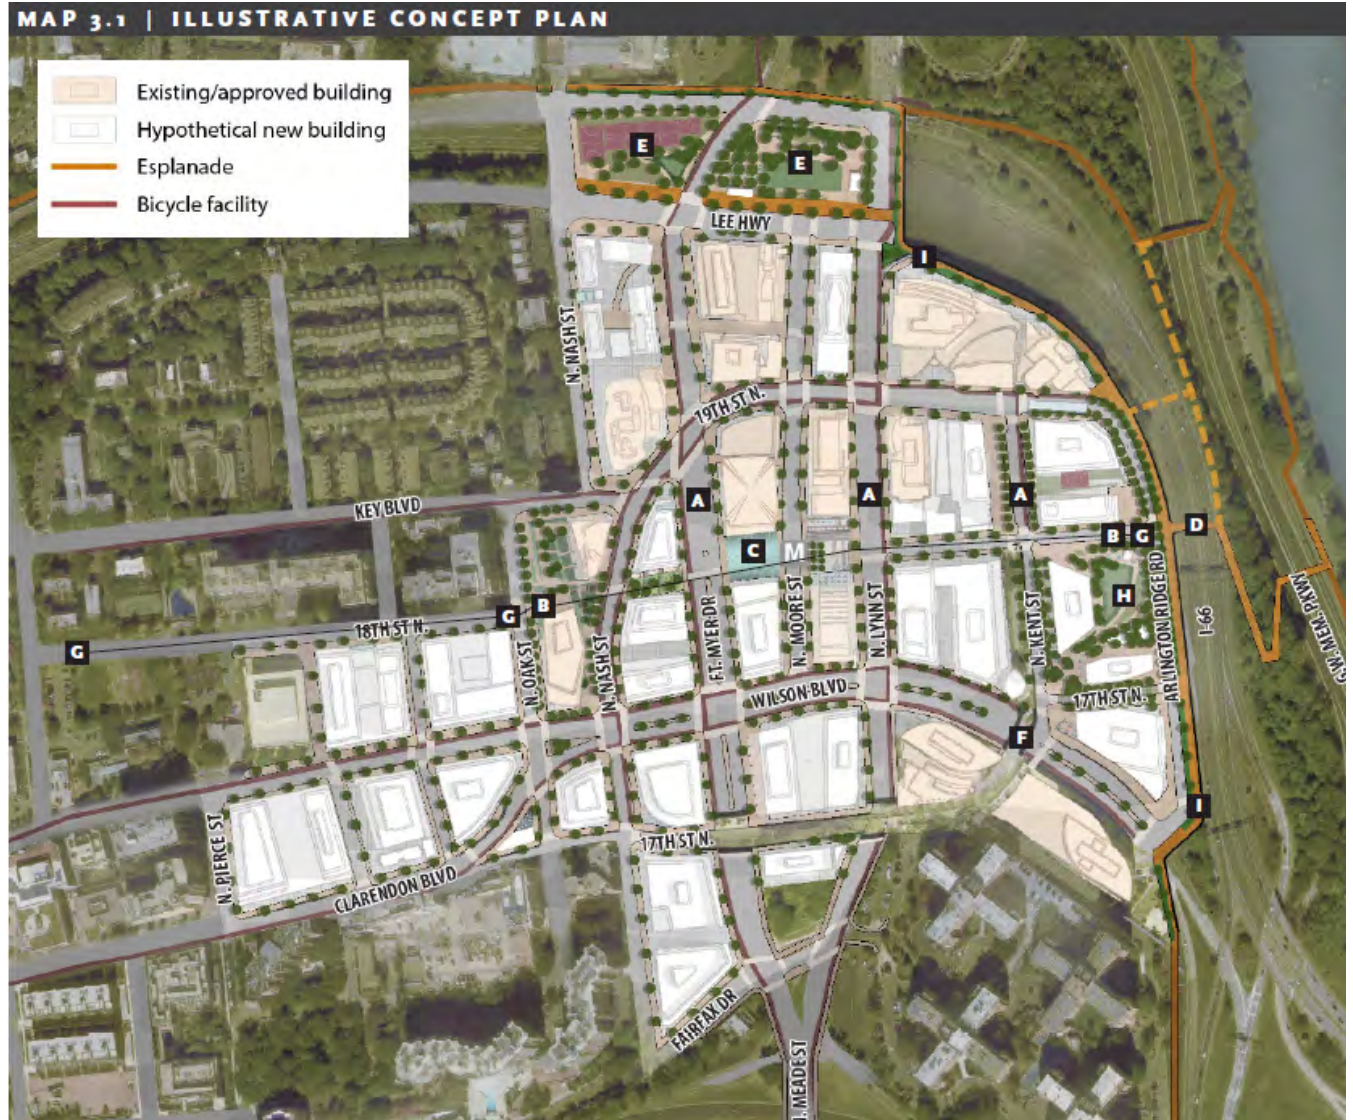 MAP 3.1 | ILLUSTRATIVE CONCEPT PLAN
Existing/approved building
Hypothetical new building
Esplanade
Bicycle facility
E
E
LEE HWY
I
N. NASH ST
19TH ST N.
KEY BLVD
A
A
A
C
M
B
G
D
G
B
G
18TH ST N.
N. OAK ST
N. NASH ST
F.T. MYER DR
N. MOORE ST
N. LYNN ST
N. KENT ST
H
ARLINGTON RIDGE RD
I-66
G.W. MEM. PKWY
WILSON BLVD
17TH ST N.
F
I
N. PIERCE ST
CLARENDON BLVD
17TH ST N.
FAIRFAX DR
N. MEADE ST